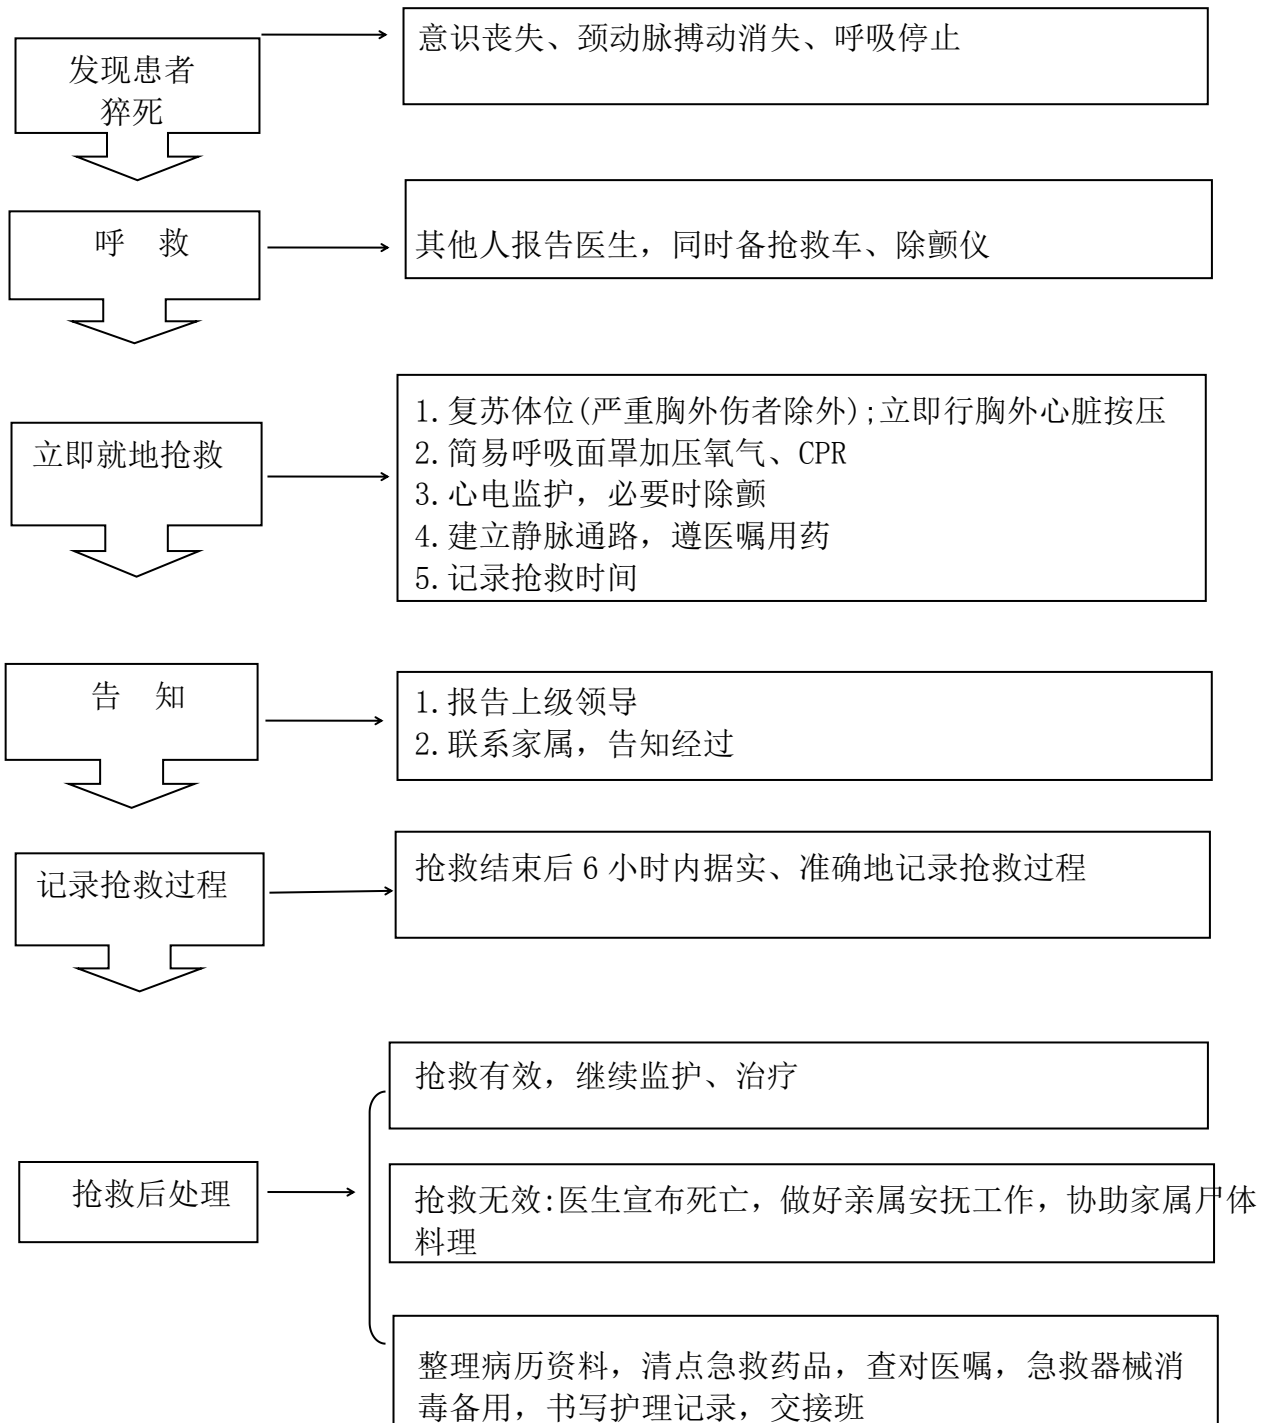 发现患者
猝死
意识丧失、颈动脉搏动消失、呼吸停止
呼 救
其他人报告医生，同时备抢救车、除颤仪
立即就地抢救
1.复苏体位(严重胸外伤者除外);立即行胸外心脏按压
2.简易呼吸面罩加压氧气、CPR
3.心电监护，必要时除颤
4.建立静脉通路，遵医嘱用药
5.记录抢救时间
告 知
1.报告上级领导
2.联系家属，告知经过
记录抢救过程
抢救结束后6小时内据实、准确地记录抢救过程
抢救后处理
抢救有效，继续监护、治疗
抢救无效:医生宣布死亡，做好亲属安抚工作，协助家属尸体
料理
整理病历资料，清点急救药品，查对医嘱，急救器械消
毒备用，书写护理记录，交接班